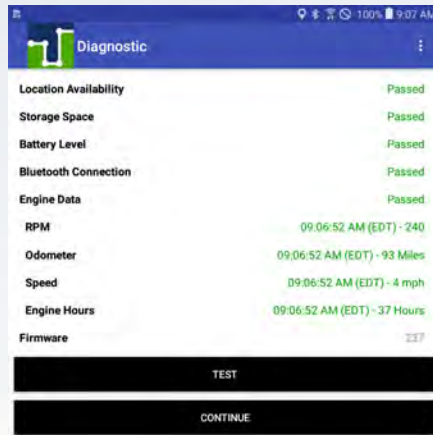 100% 9:07 AM
Diagnostic
Location Availability Passed
Storage Space Passed
Battery Level Passed
Bluetooth Connection Passed
Engine Data Passed
RPM 09:06:52 AM (EDT) - 240
Odometer 09:06:52 AM (EDT) - 93 Miles
Speed 09:06:52 AM (EDT) - 4 mph
Engine Hours 09:06:52 AM (EDT) - 37 Hours
Firmware 237
TEST
CONTINUE